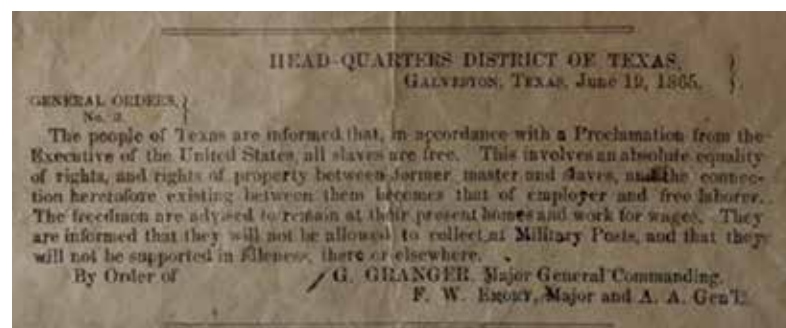 HEAD-QUARTERS DISTRICT OF TEXAS, }
GALVESTON, TEXAS, June 19, 1865. }
GENERAL ORDERS, }
No. 3. }
The people of Texas are informed that, in accordance with a Proclamation from the
Executive of the United States, all slaves are free. This involves an absolute equality
of rights, and rights of property between former master and slaves, and the connec-
tion heretofore existing between them becomes that of employer and free laborer.
The freedmen are advised to remain at their present homes and work for wages. They
are informed that they will not be allowed to collect at Military Posts, and that they
will not be supported in idleness, there or elsewhere.
By Order of G. GRANGER, Major General Commanding.
F. W. EMORY, Major and A. A. Gen'l.